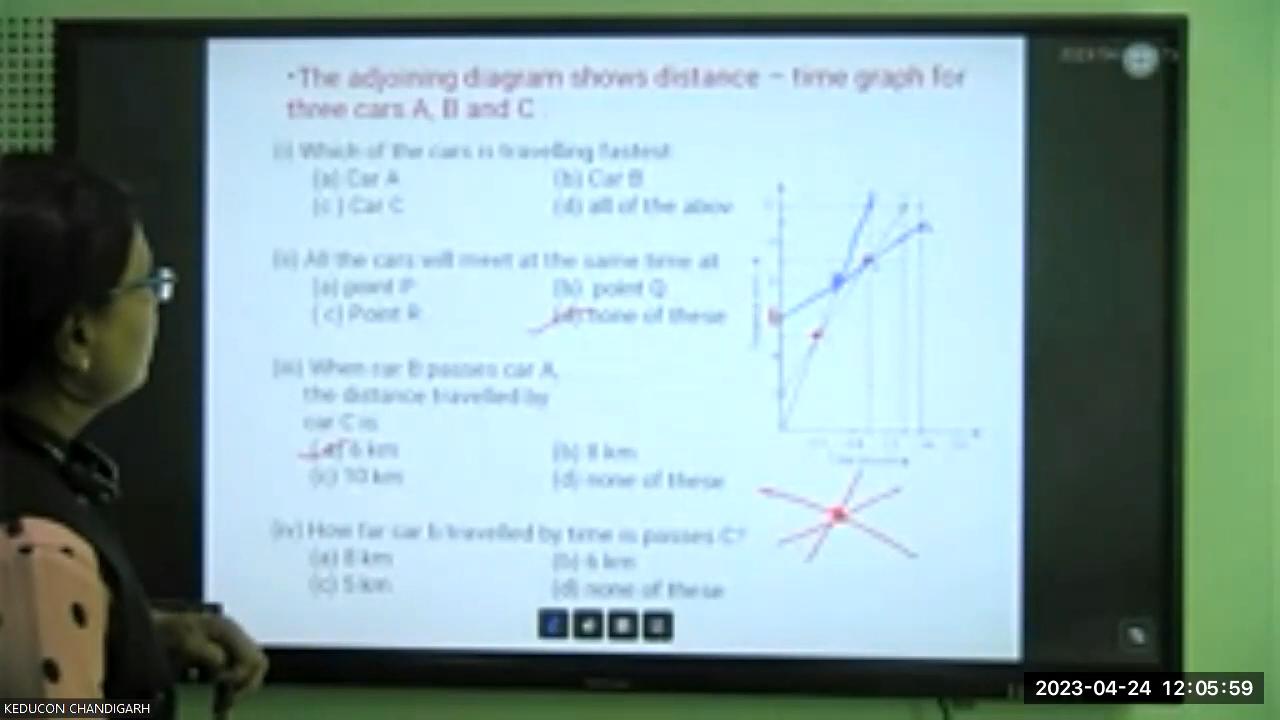 •The adjoining diagram shows distance – time graph for
three cars A, B and C .
(i) Which of the cars is travelling fastest
(a) Car A (b) Car B
(c ) Car C (d) all of the abov
(ii) All the cars will meet at the same time at
(a) point P (b) point Q
( c) Point R (d) none of these
(iii) When car B passes car A,
the distance travelled by
car C is
(a) 6 km (b) 8 km
(c) 10 km (d) none of these
(iv) How far car b travelled by time is passes C?
(a) 8 km (b) 6 km
(c) 5 km (d) none of these
2023-04-24 12:05:59
KEDUCON CHANDIGARH